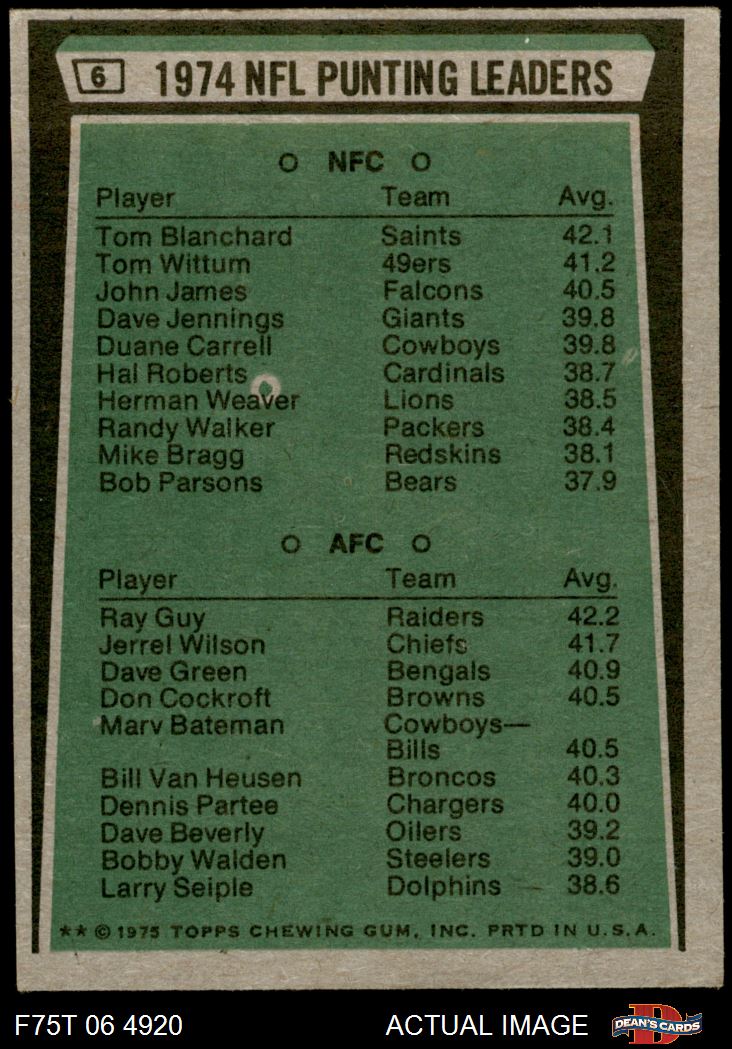 6 1974 NFL PUNTING LEADERS
O NFC O
Player Team Avg.
Tom Blanchard Saints 42.1
Tom Wittum 49ers 41.2
John James Falcons 40.5
Dave Jennings Giants 39.8
Duane Carrell Cowboys 39.8
Hal Roberts Cardinals 38.7
Herman Weaver Lions 38.5
Randy Walker Packers 38.4
Mike Bragg Redskins 38.1
Bob Parsons Bears 37.9
O AFC O
Player Team Avg.
Ray Guy Raiders 42.2
Jerrel Wilson Chiefs 41.7
Dave Green Bengals 40.9
Don Cockroft Browns 40.5
Marv Bateman Cowboys—
Bills 40.5
Bill Van Heusen Broncos 40.3
Dennis Partee Chargers 40.0
Dave Beverly Oilers 39.2
Bobby Walden Steelers 39.0
Larry Seiple Dolphins 38.6
** © 1975 TOPPS CHEWING GUM, INC. PRTD IN U.S.A.
F75T 06 4920 ACTUAL IMAGE D DEAN'S CARDS